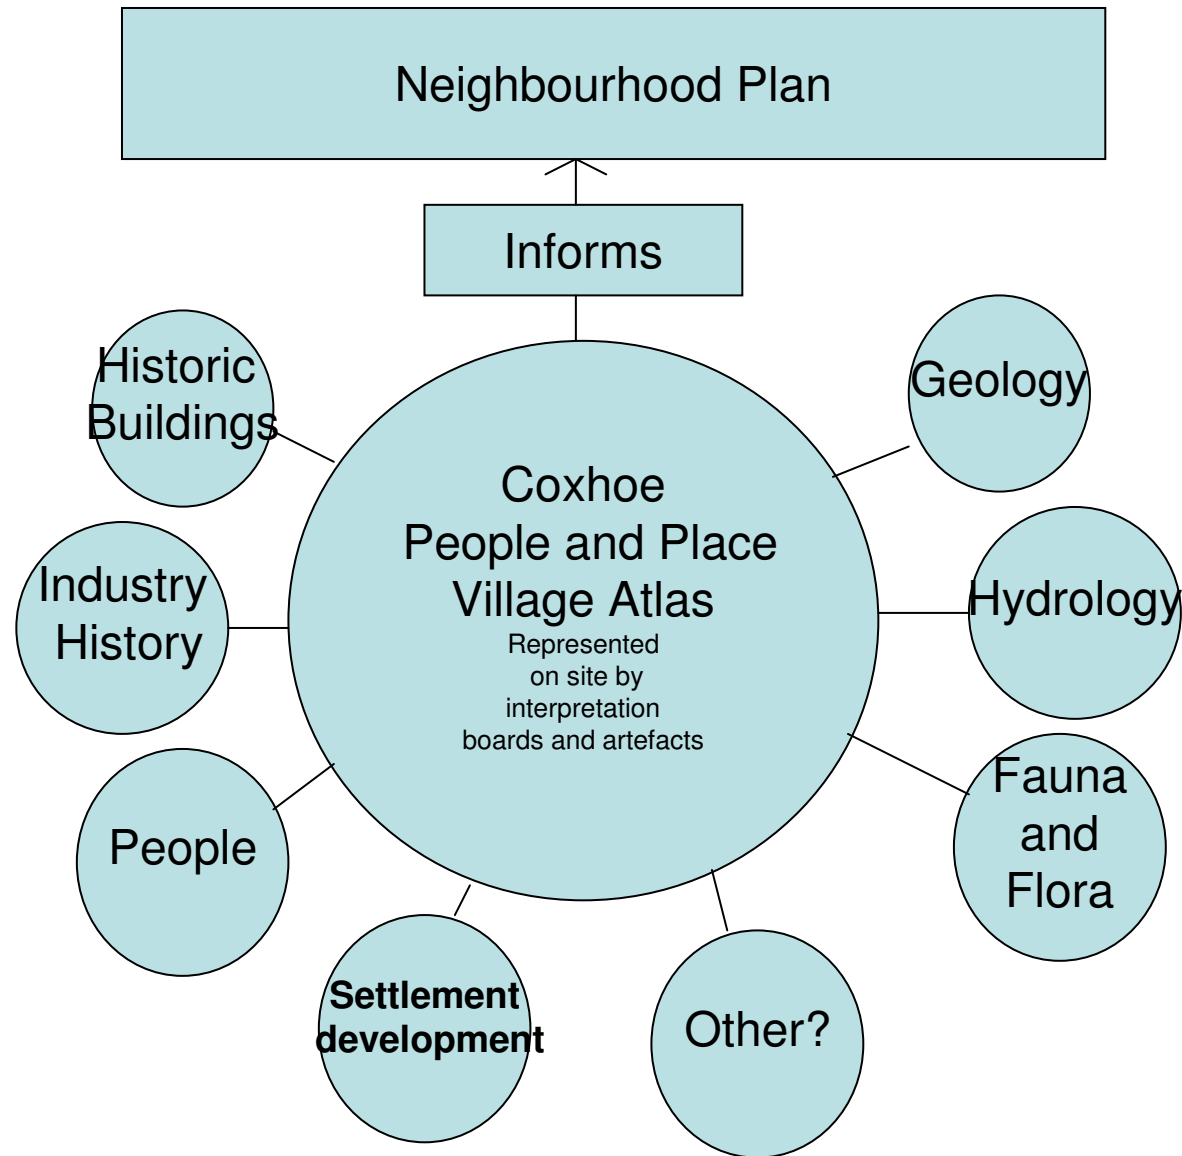 Neighbourhood Plan
Informs
Historic
Buildings
Geology
Coxhoe
People and Place
Village Atlas
Represented
on site by
interpretation
boards and artefacts
Industry
History
Hydrology
People
Fauna
and
Flora
Settlement
development
Other?